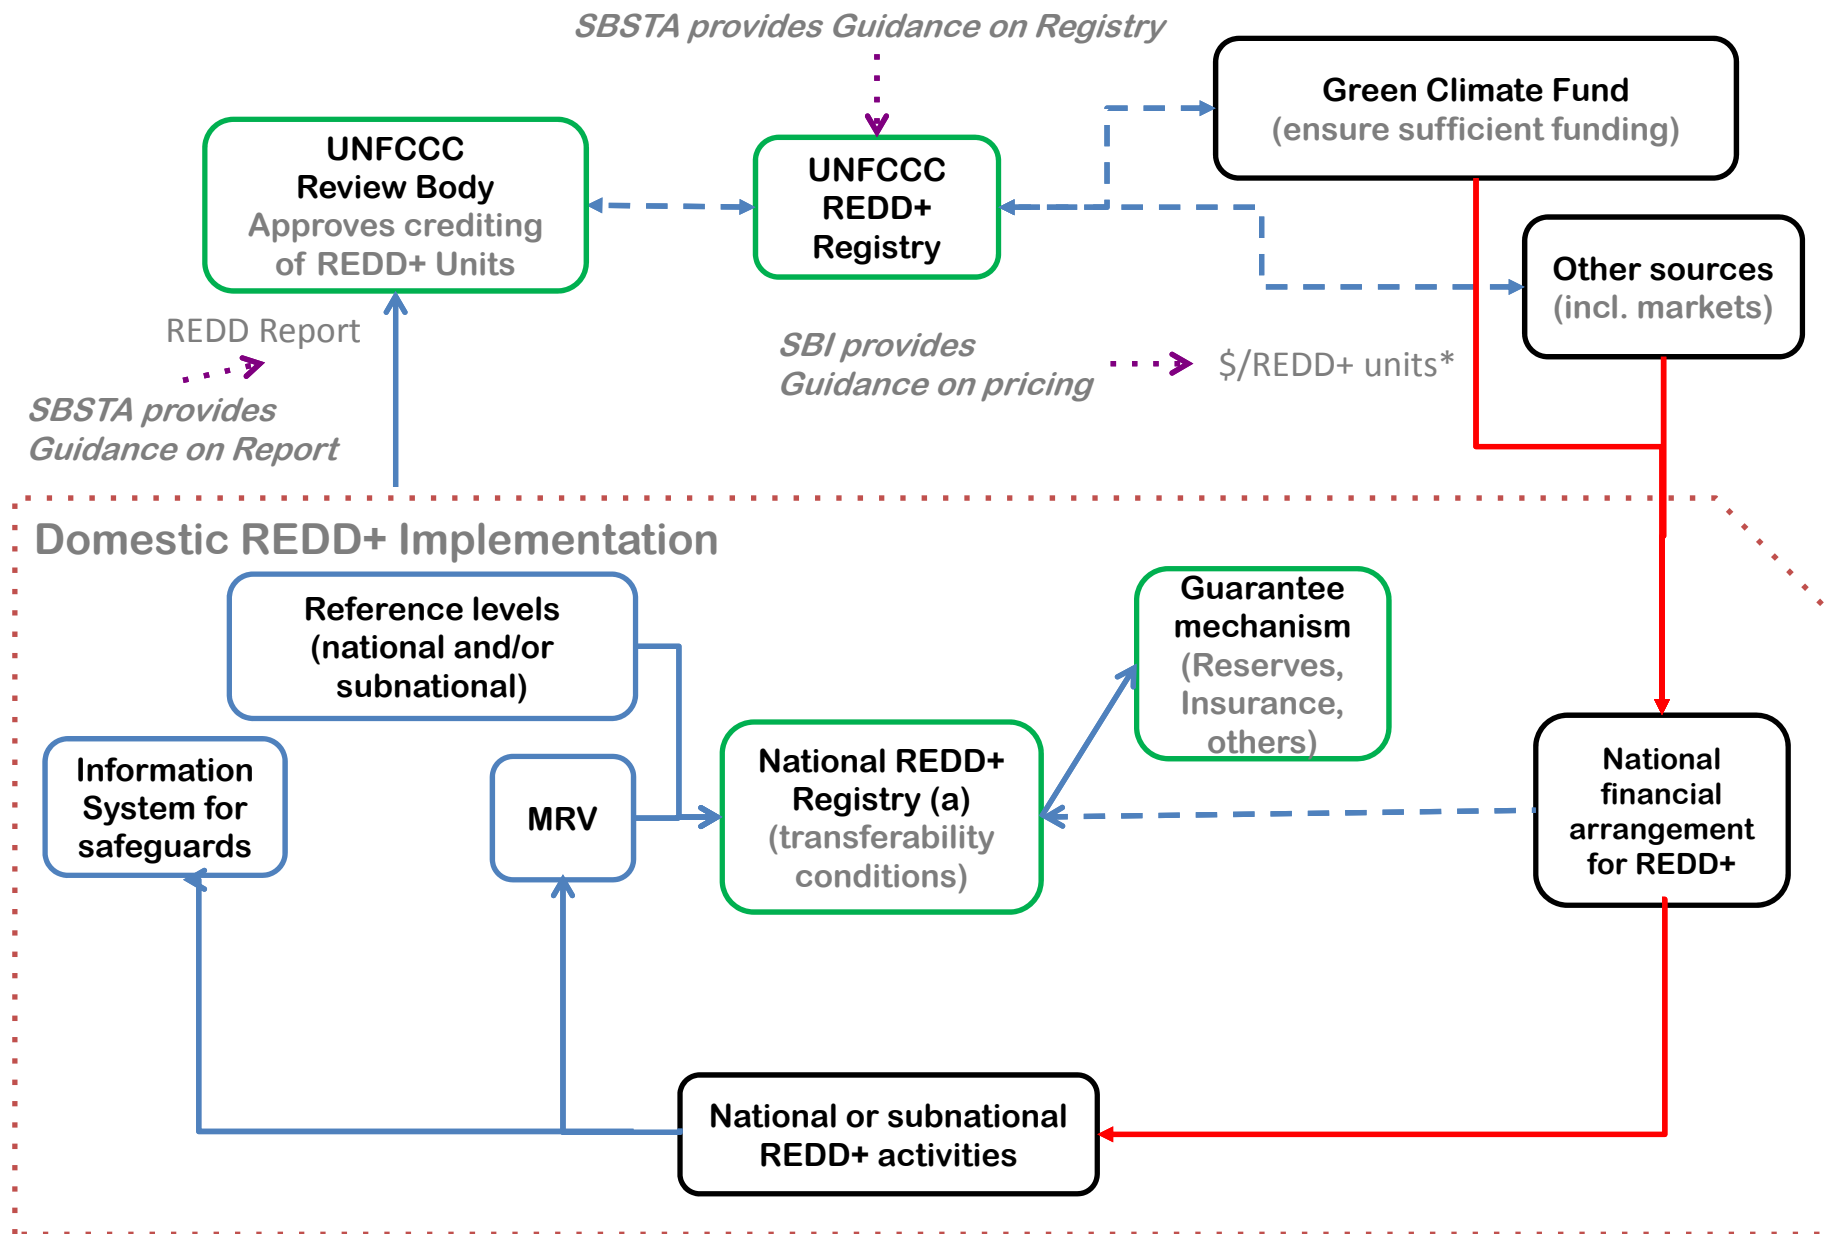 SBSTA provides Guidance on Registry
Green Climate Fund
(ensure sufficient funding)
UNFCCC
Review Body
Approves crediting
of REDD+ Units
UNFCCC
REDD+
Registry
Other sources
(incl. markets)
REDD Report
SBSTA provides
Guidance on Report
SBI provides
Guidance on pricing
$/REDD+ units*
Domestic REDD+ Implementation
Reference levels
(national and/or
subnational)
Guarantee
mechanism
(Reserves,
Insurance,
others)
Information
System for
safeguards
MRV
National REDD+
Registry (a)
(transferability
conditions)
National
financial
arrangement
for REDD+
National or subnational
REDD+ activities